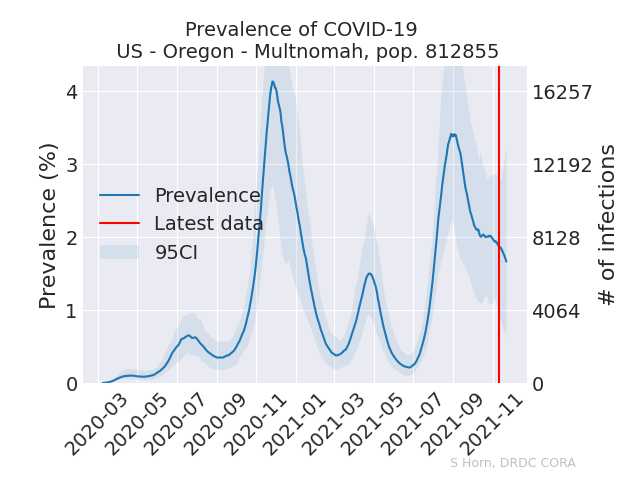 Prevalence of COVID-19
US - Oregon - Multnomah, pop. 812855
Prevalence (%)
4
3
2
1
0
16257
12192
8128
4064
0
# of infections
Prevalence
Latest data
95CI
2020-03
2020-05
2020-07
2020-09
2020-11
2021-01
2021-03
2021-05
2021-07
2021-09
2021-11
S Horn, DRDC CORA